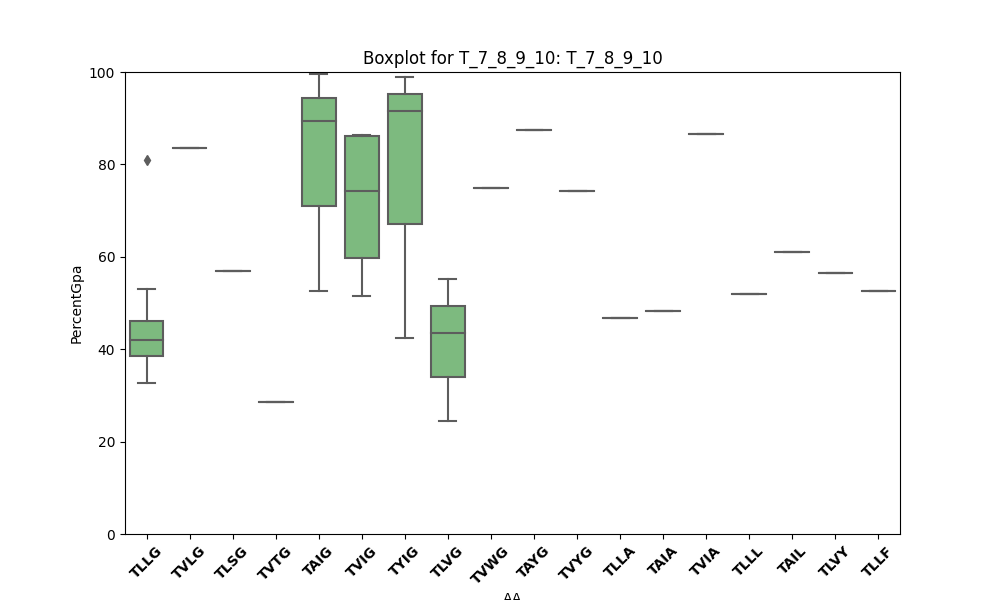 Boxplot for T_7_8_9_10: T_7_8_9_10
PercentGpa
100
80
60
40
20
0
TLLG
TVLG
TLSG
TVTG
TAIG
TVIG
TYIG
TLVG
TVWG
TAYG
TVYG
TLLA
TAIA
TVIA
TLLL
TAIL
TLVY
TLLF
AA